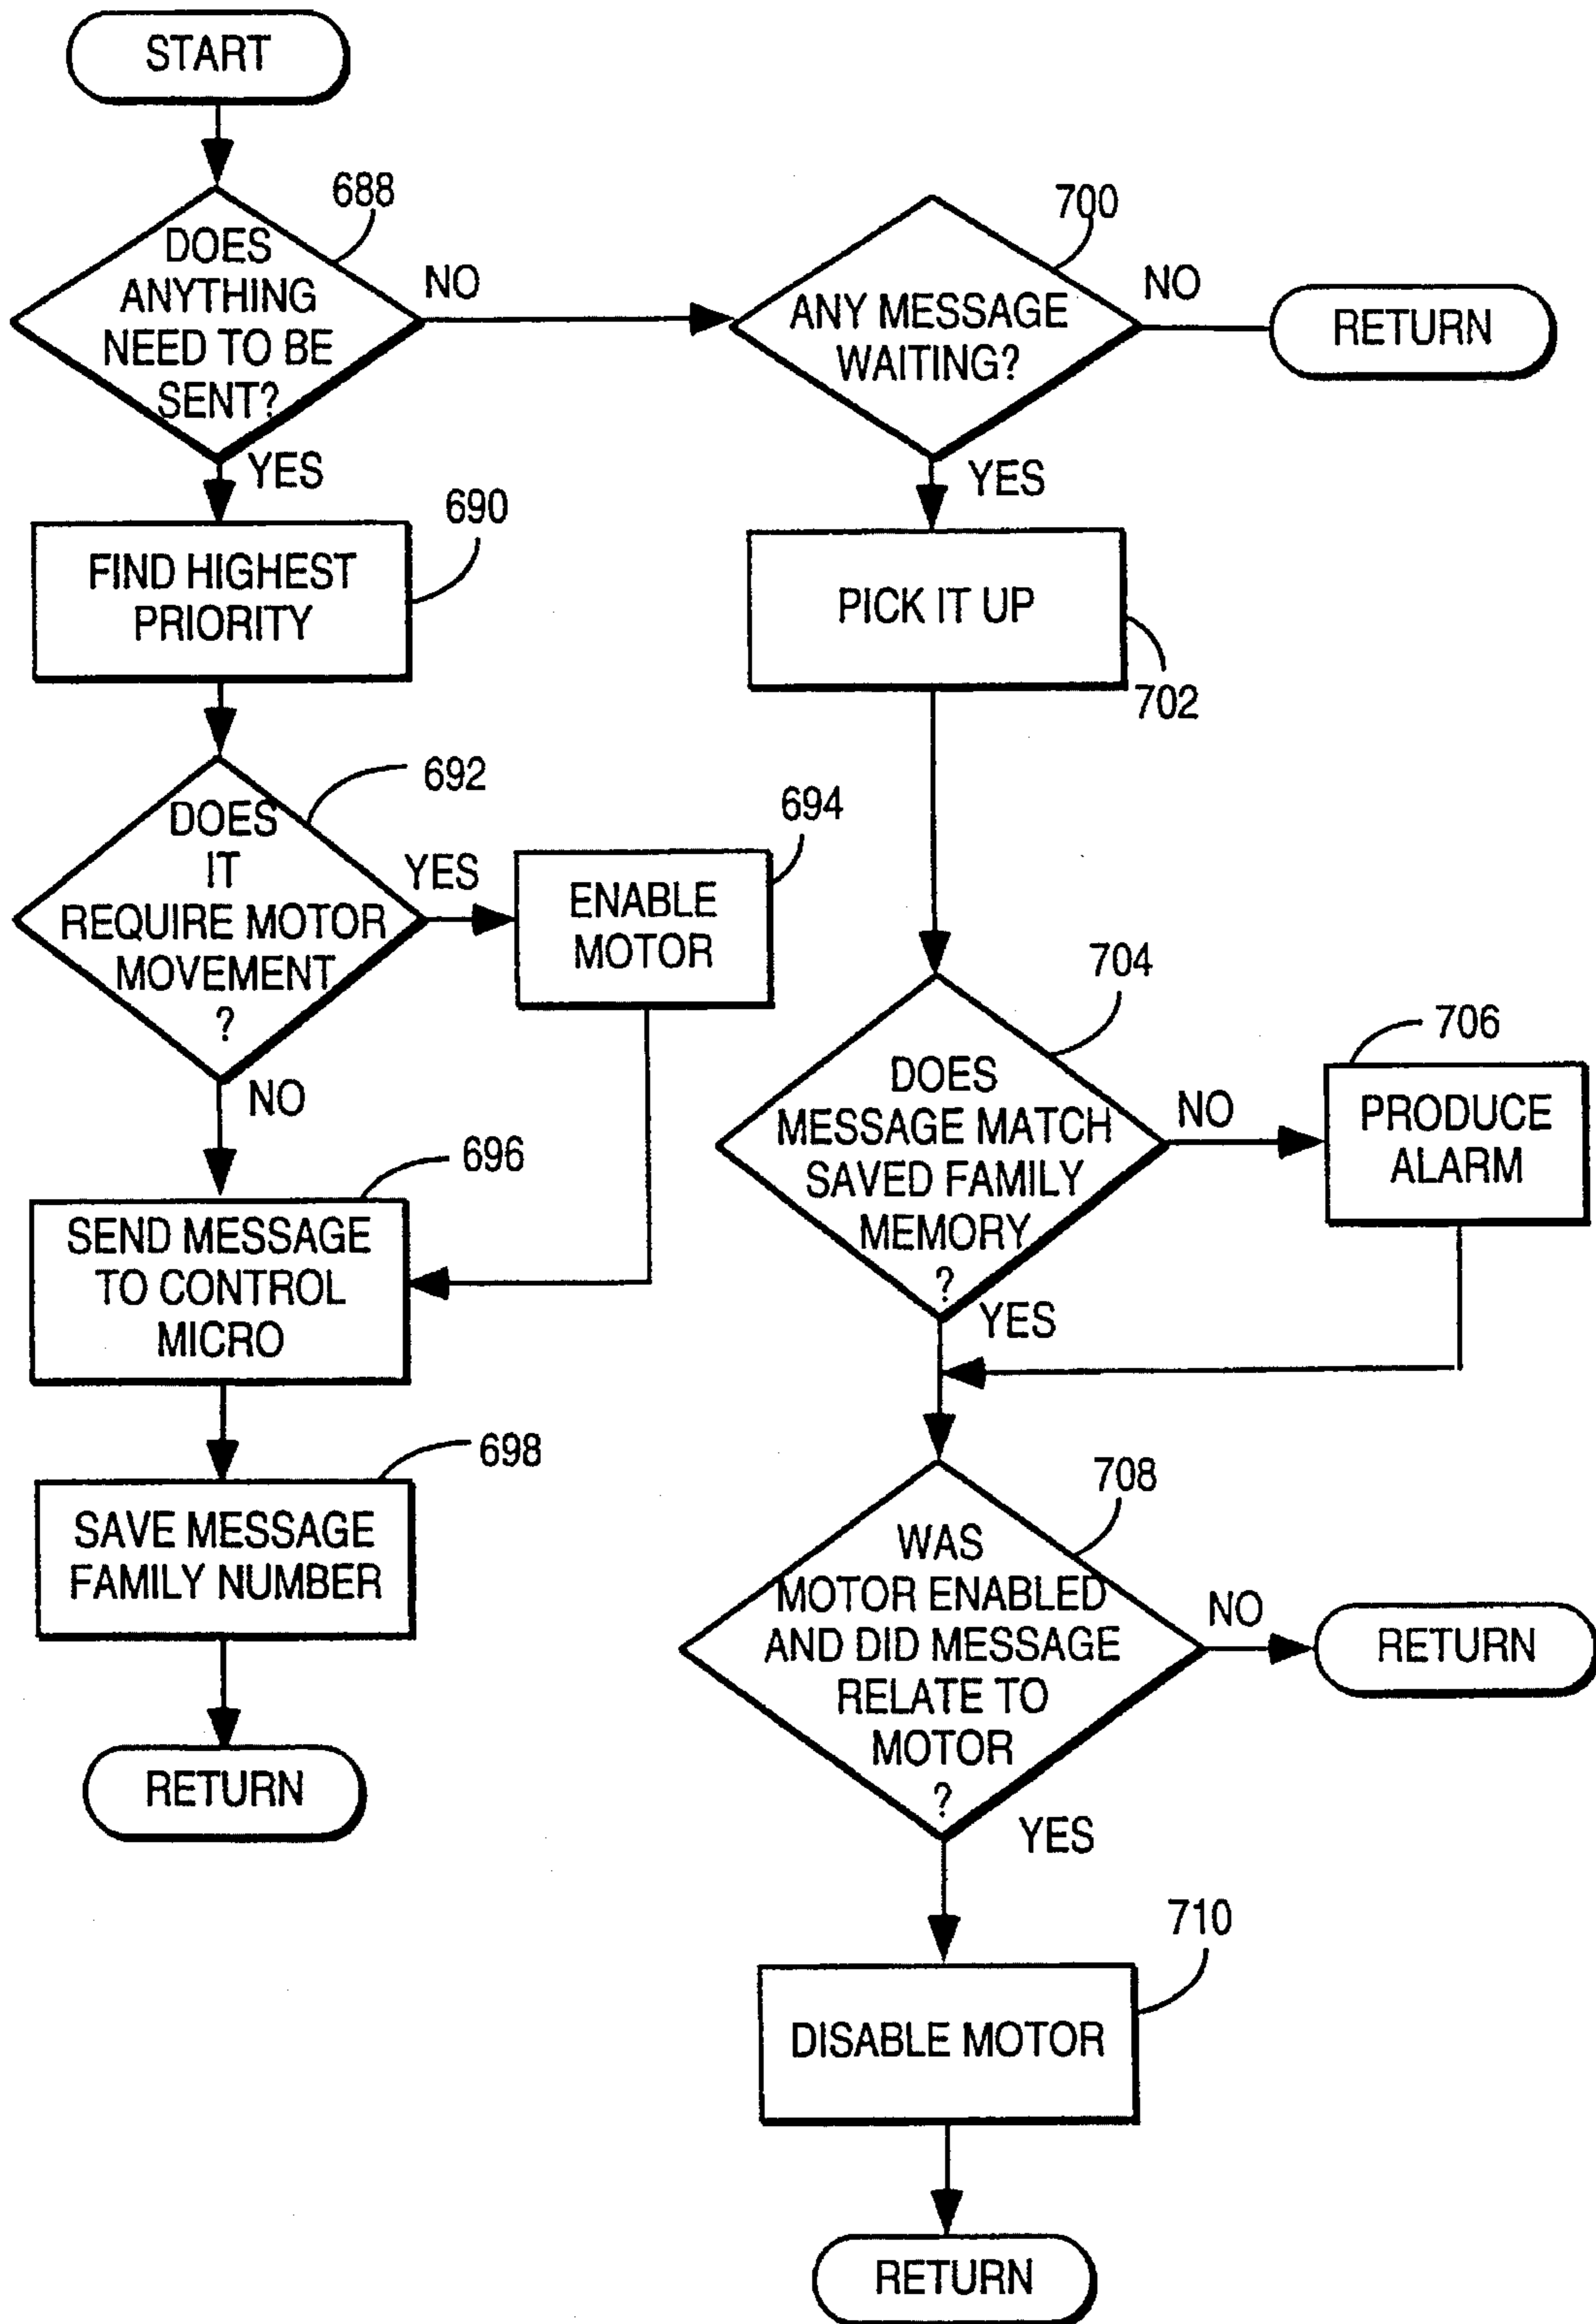 START
688
DOES
ANYTHING
NEED TO BE
SENT?
NO
YES
690
FIND HIGHEST
PRIORITY
692
DOES
IT
REQUIRE MOTOR
MOVEMENT
?
YES
694
ENABLE
MOTOR
NO
696
SEND MESSAGE
TO CONTROL
MICRO
698
SAVE MESSAGE
FAMILY NUMBER
RETURN
700
ANY MESSAGE
WAITING?
NO
RETURN
YES
PICK IT UP
702
704
DOES
MESSAGE MATCH
SAVED FAMILY
MEMORY
?
NO
706
PRODUCE
ALARM
YES
708
WAS
MOTOR ENABLED
AND DID MESSAGE
RELATE TO
MOTOR
?
NO
RETURN
YES
710
DISABLE MOTOR
RETURN